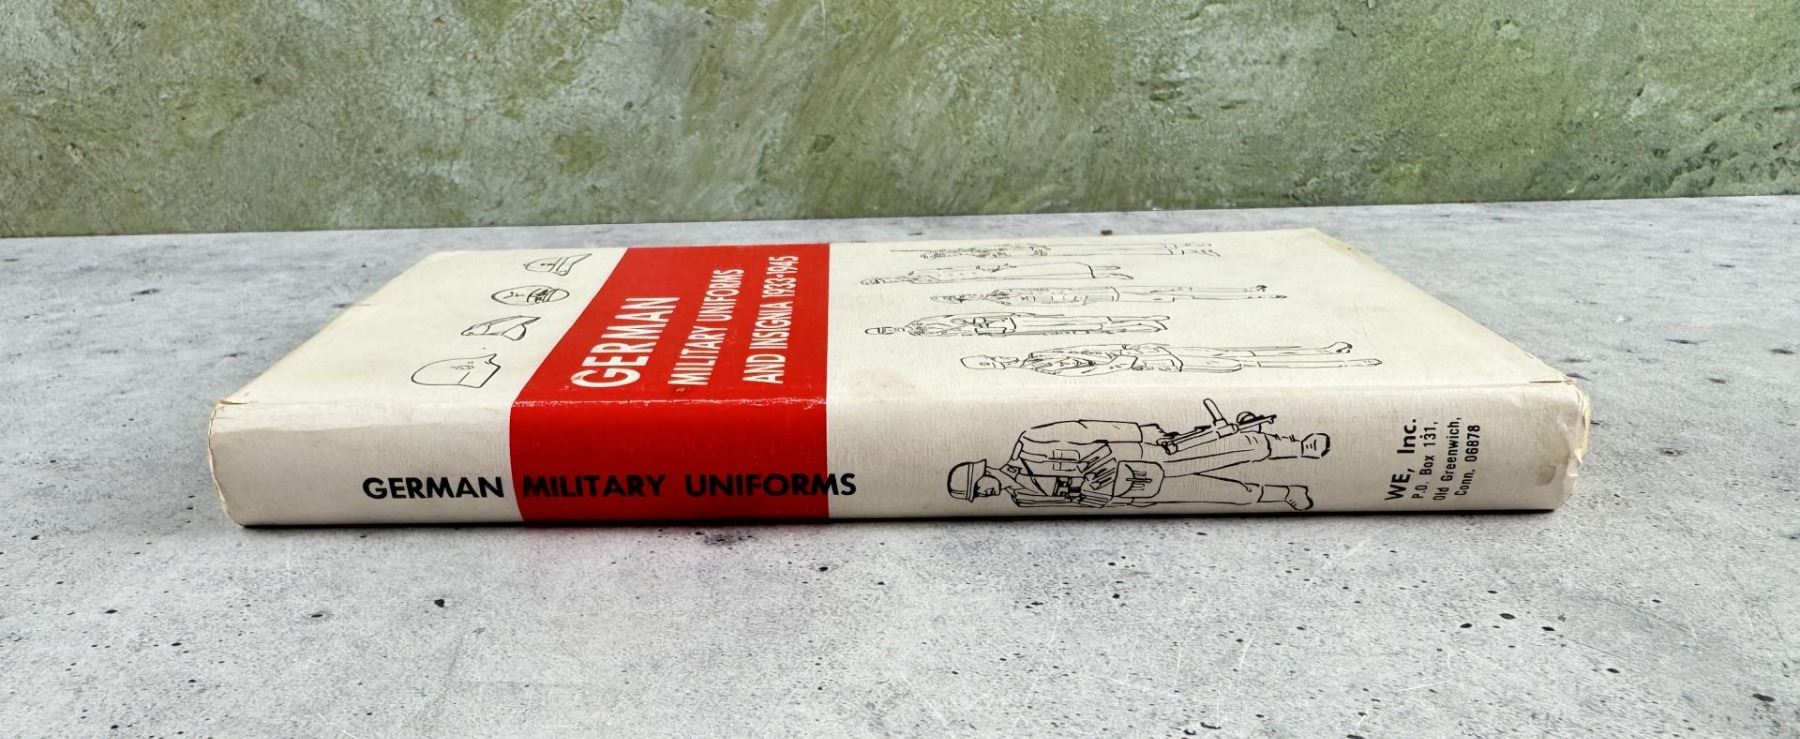 GERMAN
MILITARY UNIFORMS
AND INSIGNIA 1933-1945
GERMAN MILITARY UNIFORMS
WE, Inc.
P.O. Box 131,
Old Greenwich,
Conn. 06878